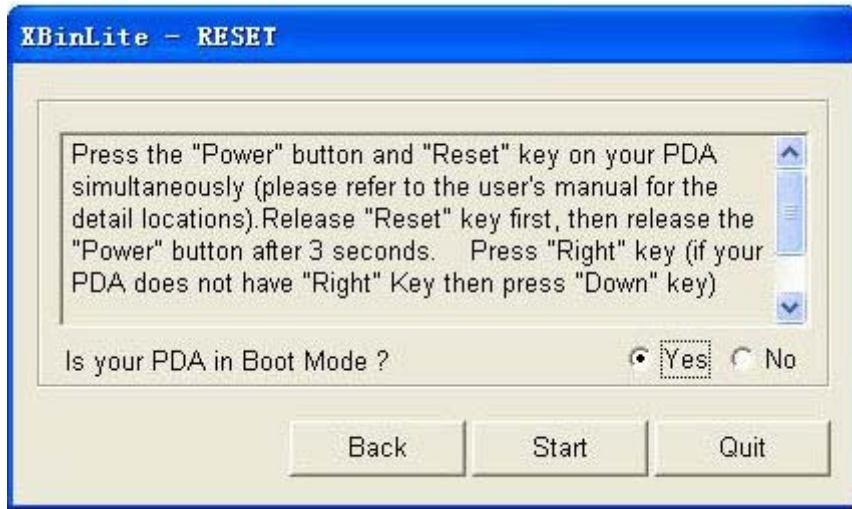 XBinLite - RESET
Press the "Power" button and "Reset" key on your PDA
simultaneously (please refer to the user's manual for the
detail locations).Release "Reset" key first, then release the
"Power" button after 3 seconds. Press "Right" key (if your
PDA does not have "Right" Key then press "Down" key)
Is your PDA in Boot Mode ? Yes No
Back Start Quit